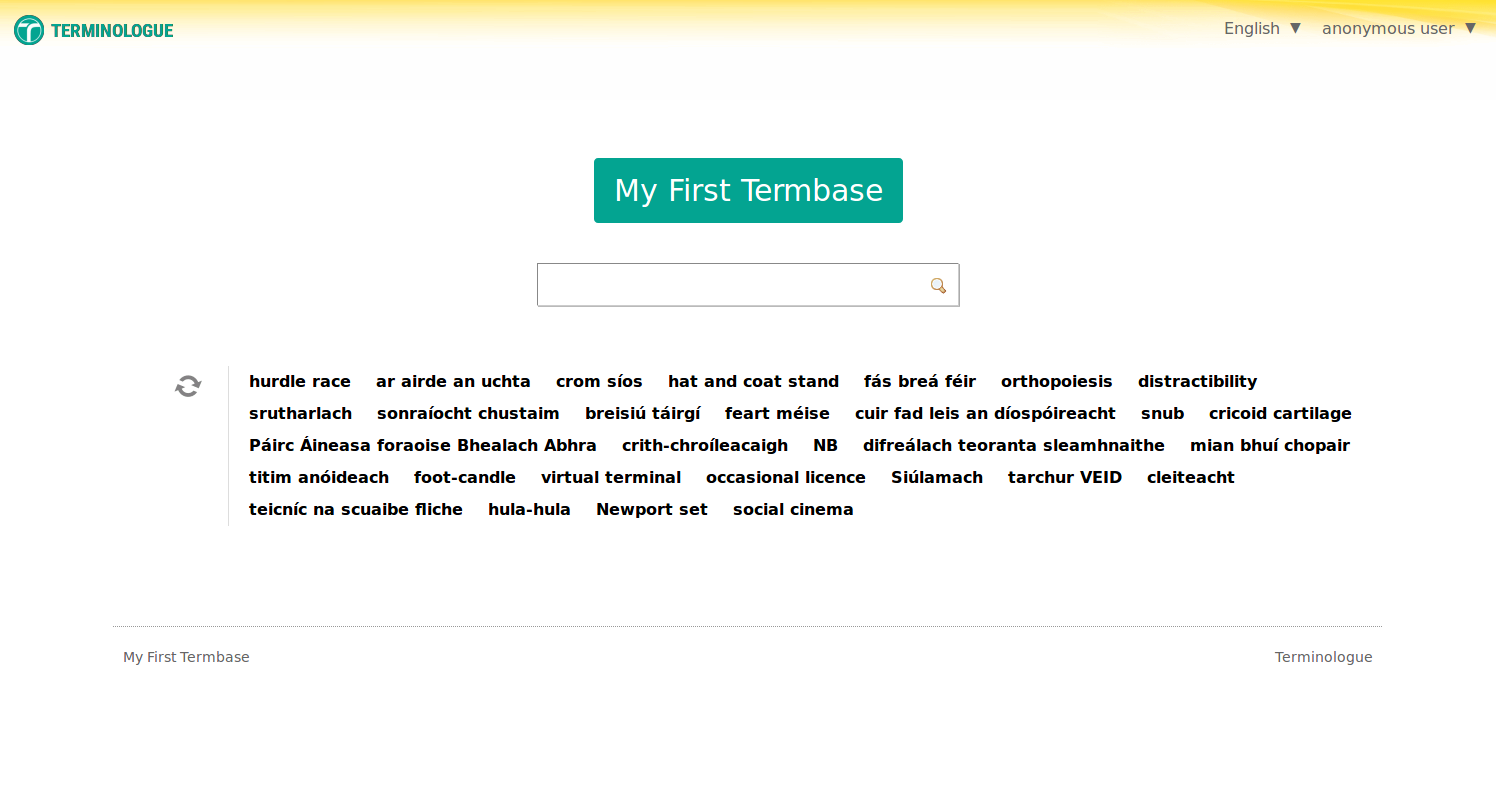 TERMINOLOGUE
English ▼ anonymous user ▼
My First Termbase
hurdle race ar airde an uchta crom síos hat and coat stand fás breá féir orthopoiesis distractibility
srutharlach sonraíocht chustaim breisiú táirgí feart méise cuir fad leis an díospóireacht snub cricoid cartilage
Páirc Áineasa foraoise Bhealach Abhra crith-chroíleacaigh NB difreálach teoranta sleamhnaithe mian bhuí chopair
titim anóideach foot-candle virtual terminal occasional licence Siúlamach tarchur VEID cleiteacht
teicníc na scuaibe fliche hula-hula Newport set social cinema
My First Termbase Terminologue